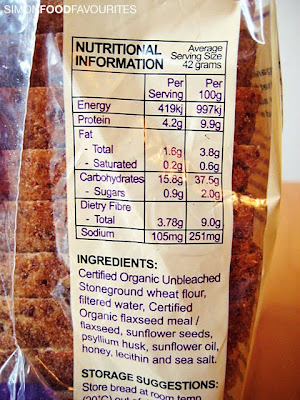 SIMONFOODFAVOURITES
NUTRITIONAL INFORMATION
Average Serving Size 42 grams
Per Serving Per 100g
Energy 419kj 997kj
Protein 4.2g 9.9g
Fat
- Total 1.6g 3.8g
- Saturated 0.2g 0.6g
Carbohydrates 15.8g 37.5g
- Sugars 0.9g 2.0g
Dietry Fibre
- Total 3.78g 9.0g
Sodium 105mg 251mg
INGREDIENTS:
Certified Organic Unbleached
Stoneground wheat flour,
filtered water, Certified
Organic flaxseed meal /
flaxseed, sunflower seeds,
psyllium husk, sunflower oil,
honey, lecithin and sea salt.
STORAGE SUGGESTIONS:
Store bread at room temp